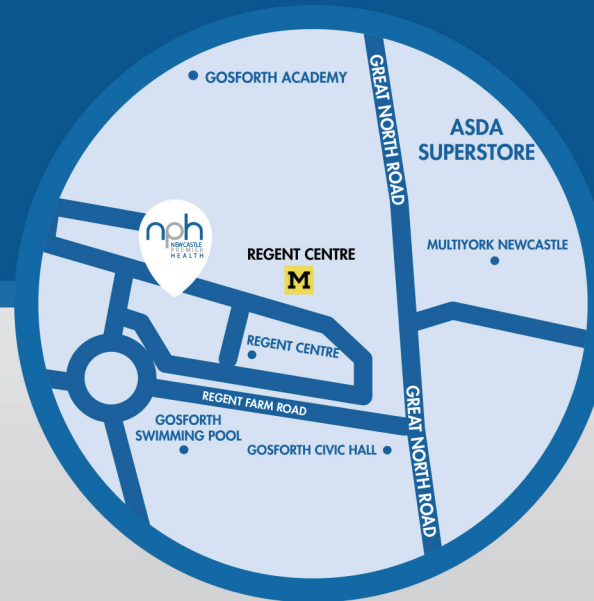 GOSFORTH ACADEMY
GREAT NORTH ROAD
ASDA
SUPERSTORE
nph
NEWCASTLE
PREMIER
HEALTH
REGENT CENTRE
M
MULTIYORK NEWCASTLE
REGENT CENTRE
REGENT FARM ROAD
GREAT NORTH ROAD
GOSFORTH
SWIMMING POOL
GOSFORTH CIVIC HALL